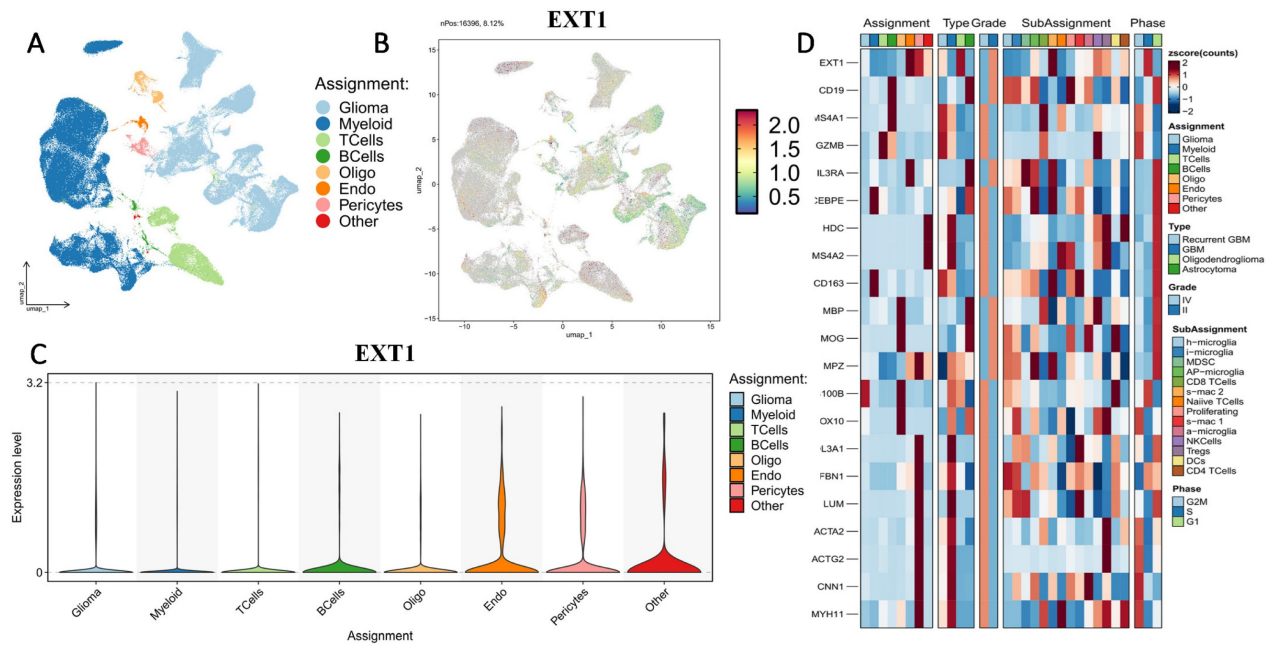 A
Assignment:
Glioma
Myeloid
TCells
BCells
Oligo
Endo
Pericytes
Other
umap_2
umap_1
nPos:16396, 8.12%
EXT1
B
15
10
5
0
−5
−10
−15
umap_2
−10
−5
0
5
10
15
umap_1
2.0
1.5
1.0
0.5
C
EXT1
3.2
0
Expression level
Glioma
Myeloid
TCells
BCells
Oligo
Endo
Pericytes
Other
Assignment
Assignment:
Glioma
Myeloid
TCells
BCells
Oligo
Endo
Pericytes
Other
D
Assignment Type Grade SubAssignment Phase
EXT1
CD19
MS4A1
GZMB
IL3RA
CEBPE
HDC
MS4A2
CD163
MBP
MOG
MPZ
100B
OX10
L3A1
FBN1
LUM
ACTA2
ACTG2
CNN1
MYH11
zscore(counts)
2
1
0
−1
−2
Assignment
Glioma
Myeloid
TCells
BCells
Oligo
Endo
Pericytes
Other
Type
Recurrent GBM
GBM
Oligodendroglioma
Astrocytoma
Grade
IV
II
SubAssignment
h-microglia
i-microglia
MDSC
AP-microglia
CD8 TCells
s-mac 2
Naiive TCells
Proliferating
s-mac 1
a-microglia
NKCells
Tregs
DCs
CD4 TCells
Phase
G2M
S
G1